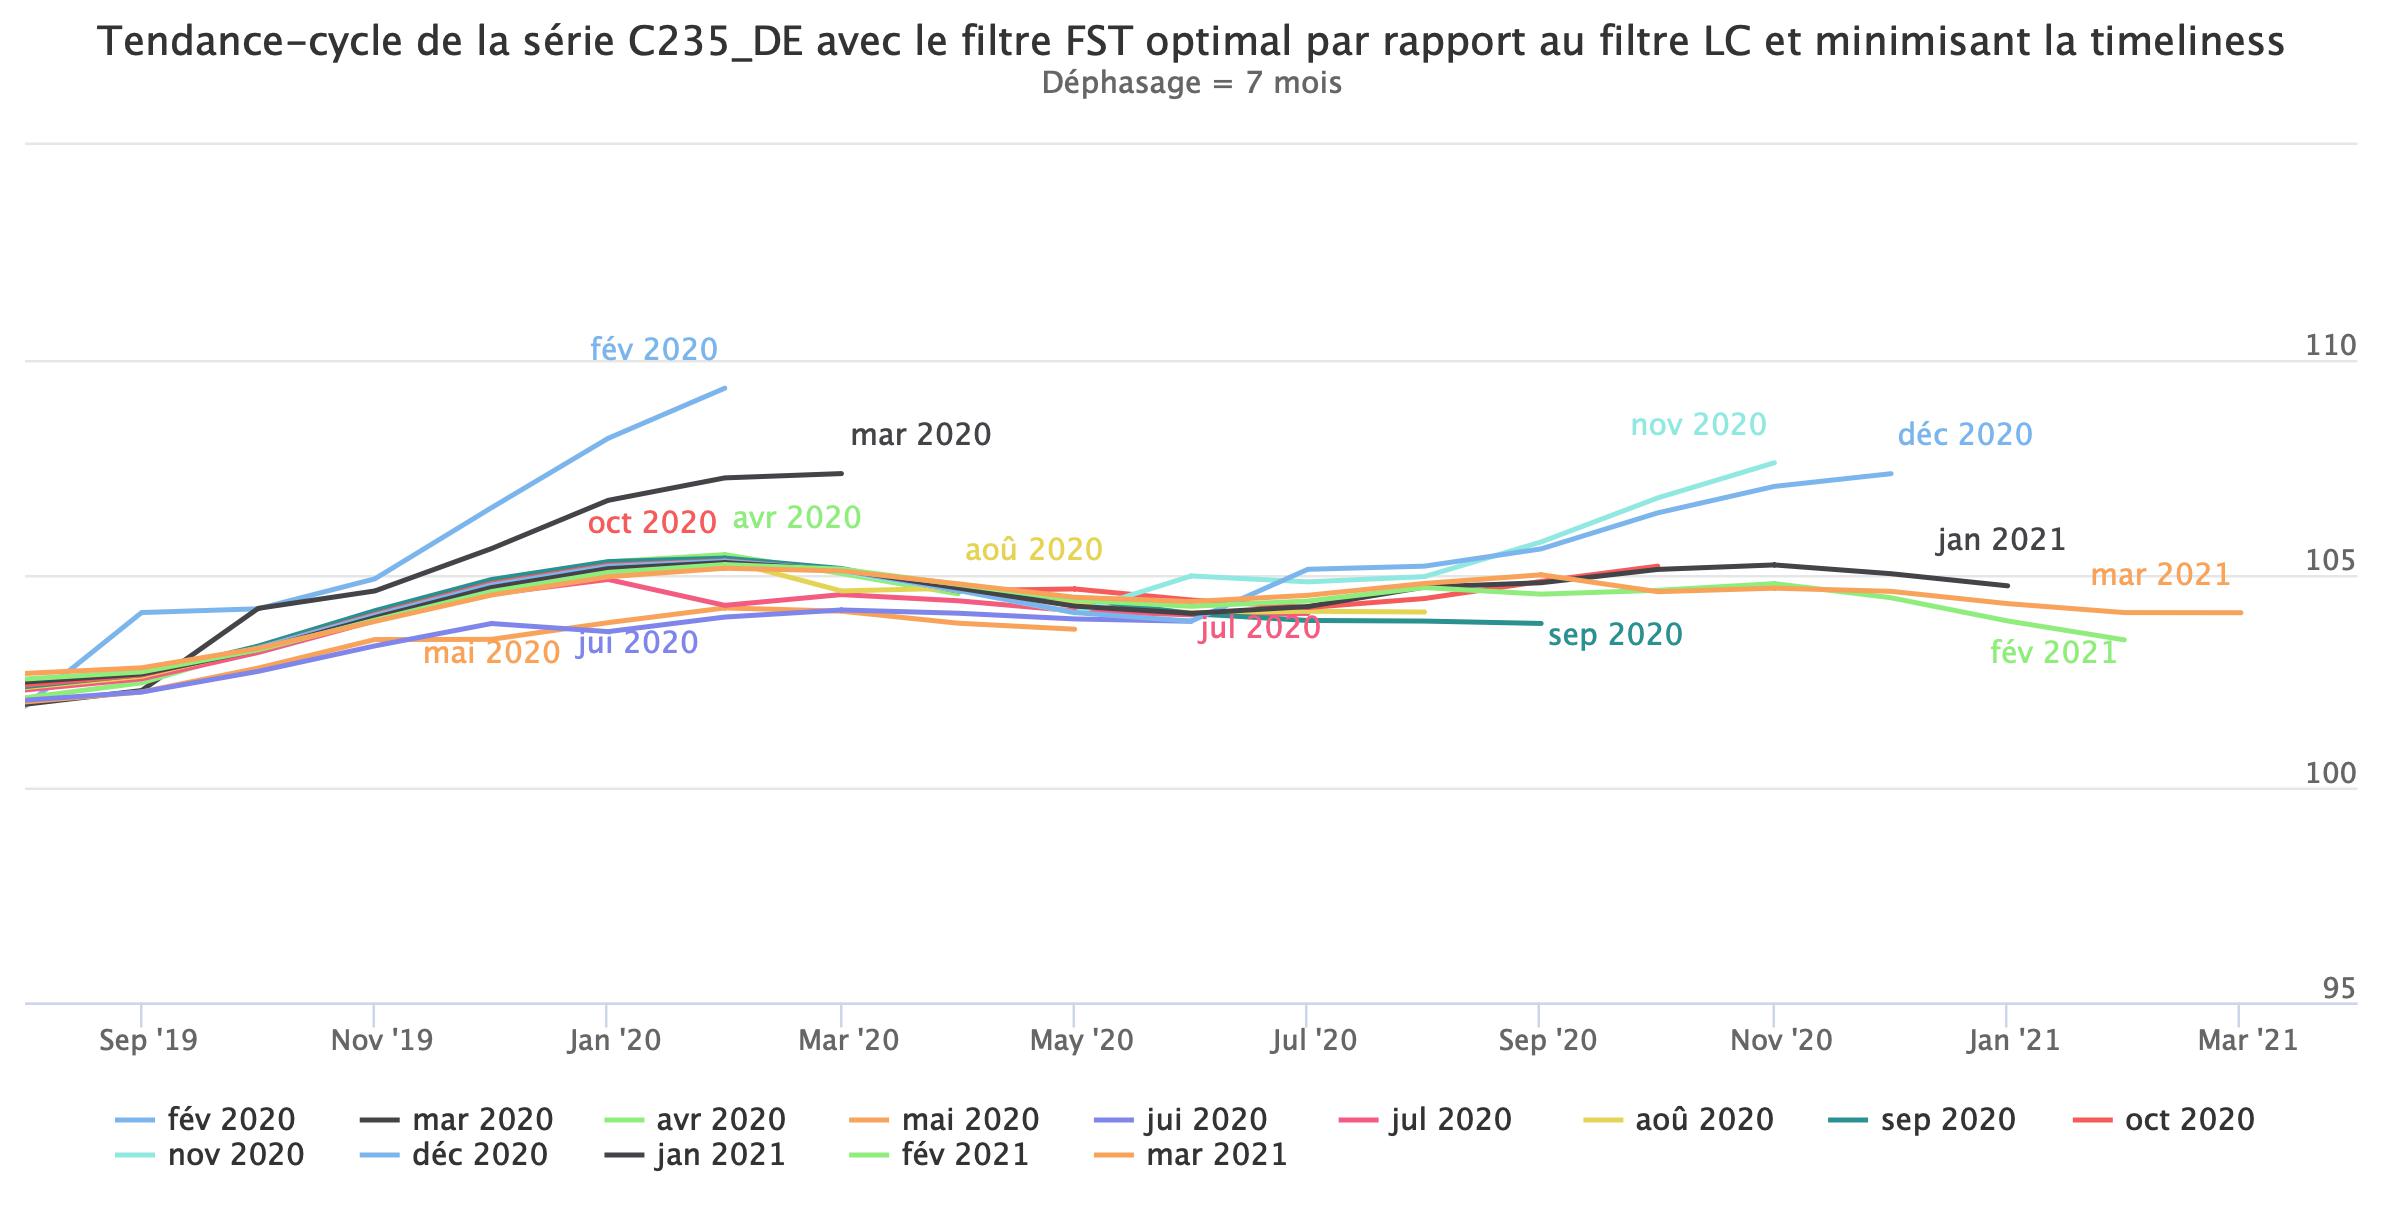 Tendance-cycle de la série C235_DE avec le filtre FST optimal par rapport au filtre LC et minimisant la timeliness
Déphasage = 7 mois
110
fév 2020
mar 2020
nov 2020
déc 2020
oct 2020
avr 2020
aoû 2020
jan 2021
105
mar 2021
mai 2020
jui 2020
jul 2020
sep 2020
fév 2021
100
95
Sep '19 Nov '19 Jan '20 Mar '20 May '20 Jul '20 Sep '20 Nov '20 Jan '21 Mar '21
fév 2020 mar 2020 avr 2020 mai 2020 jui 2020 jul 2020 aoû 2020 sep 2020 oct 2020
nov 2020 déc 2020 jan 2021 fév 2021 mar 2021